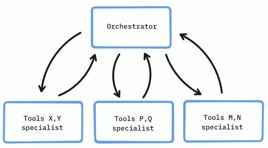 Orchestrator
Tools X,Y
specialist
Tools P,Q
specialist
Tools M,N
specialist